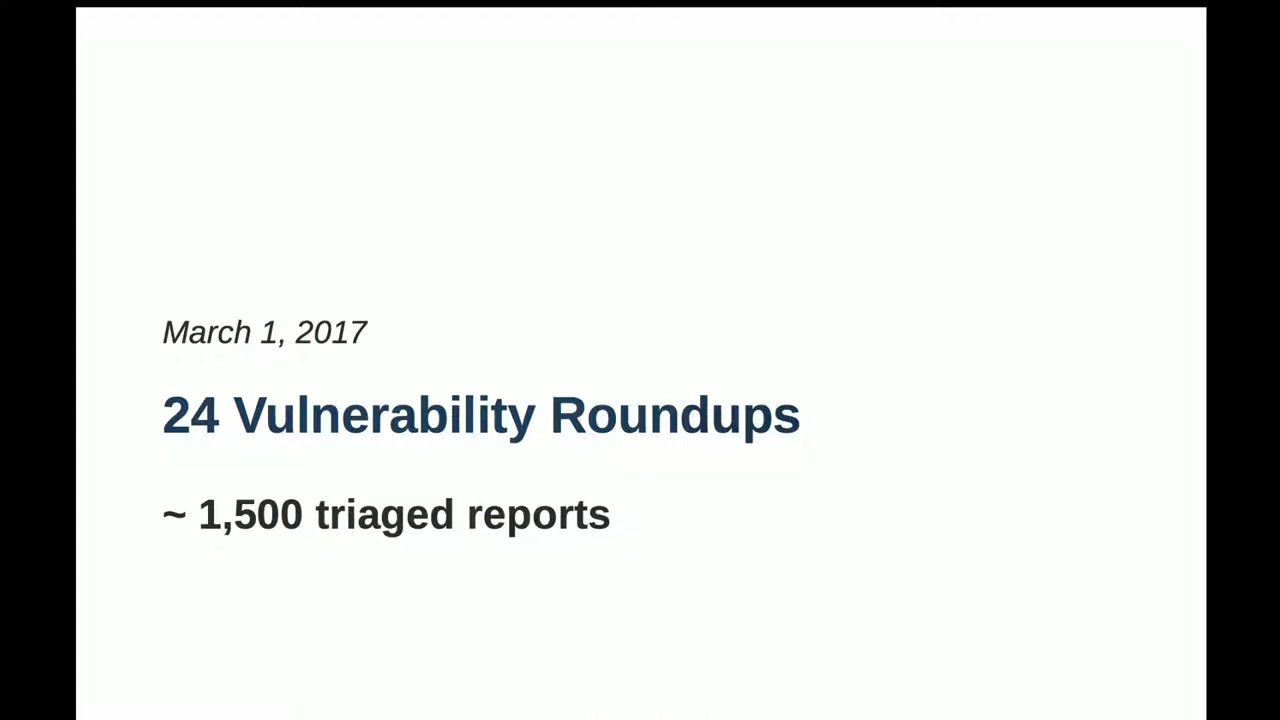 March 1, 2017
24 Vulnerability Roundups
~ 1,500 triaged reports